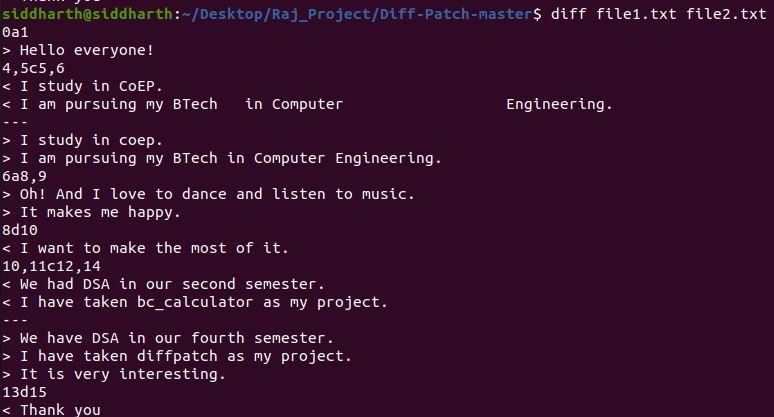 Thank you
siddharth@siddharth:~/Desktop/Raj_Project/Diff-Patch-master$ diff file1.txt file2.txt
0a1
> Hello everyone!
4,5c5,6
< I study in CoEP.
< I am pursuing my BTech   in Computer                  Engineering.
---
> I study in coep.
> I am pursuing my BTech in Computer Engineering.
6a8,9
> Oh! And I love to dance and listen to music.
> It makes me happy.
8d10
< I want to make the most of it.
10,11c12,14
< We had DSA in our second semester.
< I have taken bc_calculator as my project.
---
> We have DSA in our fourth semester.
> I have taken diffpatch as my project.
> It is very interesting.
13d15
< Thank you